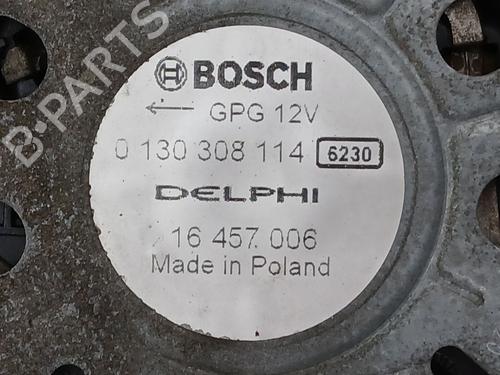 B-PARTS
BOSCH
GPG 12V
0 130 308 114 6230
DELPHI
16 457 006
Made in Poland